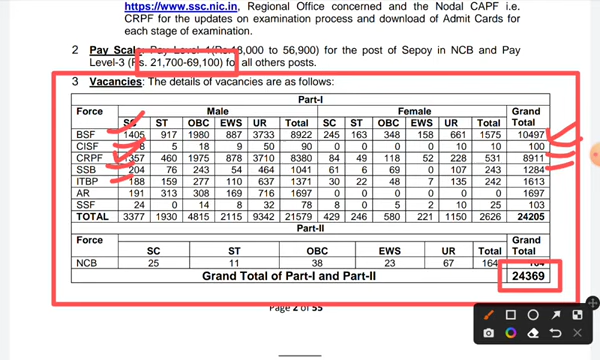 https://www.ssc.nic.in, Regional Office concerned and the Nodal CAPF i.e.
CRPF for the updates on examination process and download of Admit Cards for
each stage of examination.
2 Pay Scale: Pay Level-1(Rs.18,000 to 56,900) for the post of Sepoy in NCB and Pay
Level-3 (Rs. 21,700-69,100) for all others posts.
3 Vacancies: The details of vacancies are as follows:
Part-I
Force Male Female Grand Total
SC ST OBC EWS UR Total SC ST OBC EWS UR Total
BSF 1405 917 1980 887 3733 8922 245 163 348 158 661 1575 10497
CISF 8 5 18 9 50 90 0 0 0 0 10 10 100
CRPF 1357 460 1975 878 3710 8380 84 49 118 52 228 531 8911
SSB 204 76 243 54 464 1041 61 6 69 0 107 243 1284
ITBP 188 159 277 110 637 1371 30 22 48 7 135 242 1613
AR 191 313 308 169 716 1697 0 0 0 0 0 0 1697
SSF 24 0 14 8 32 78 8 0 5 2 10 25 103
TOTAL 3377 1930 4815 2115 9342 21579 429 246 580 221 1150 2626 24205
Part-II
Force SC ST OBC EWS UR Total Grand Total
NCB 25 11 38 23 67 164 164
Grand Total of Part-I and Part-II 24369
Page 2 of 55